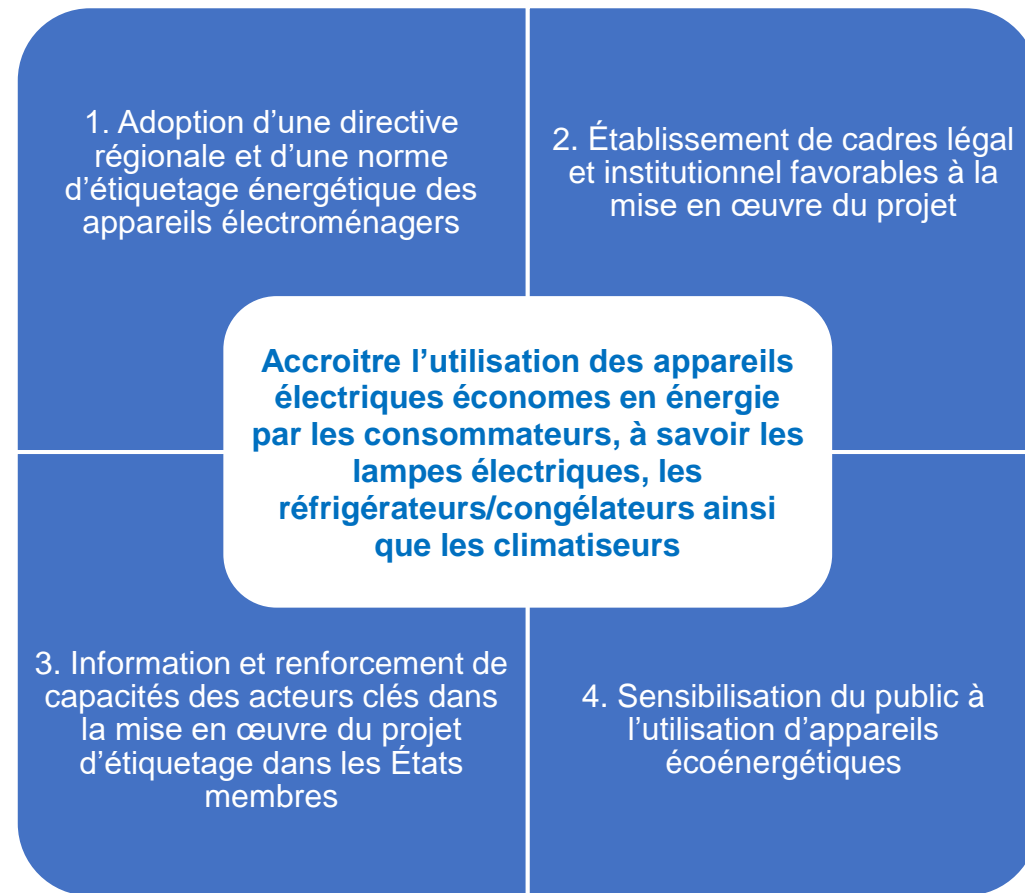 1. Adoption d’une directive
régionale et d’une norme
d’étiquetage énergétique des
appareils électroménagers
2. Établissement de cadres légal
et institutionnel favorables à la
mise en œuvre du projet
Accroitre l’utilisation des appareils
électriques économes en énergie
par les consommateurs, à savoir les
lampes électriques, les
réfrigérateurs/congélateurs ainsi
que les climatiseurs
3. Information et renforcement de
capacités des acteurs clés dans
la mise en œuvre du projet
d’étiquetage dans les États
membres
4. Sensibilisation du public à
l’utilisation d’appareils
écoénergétiques